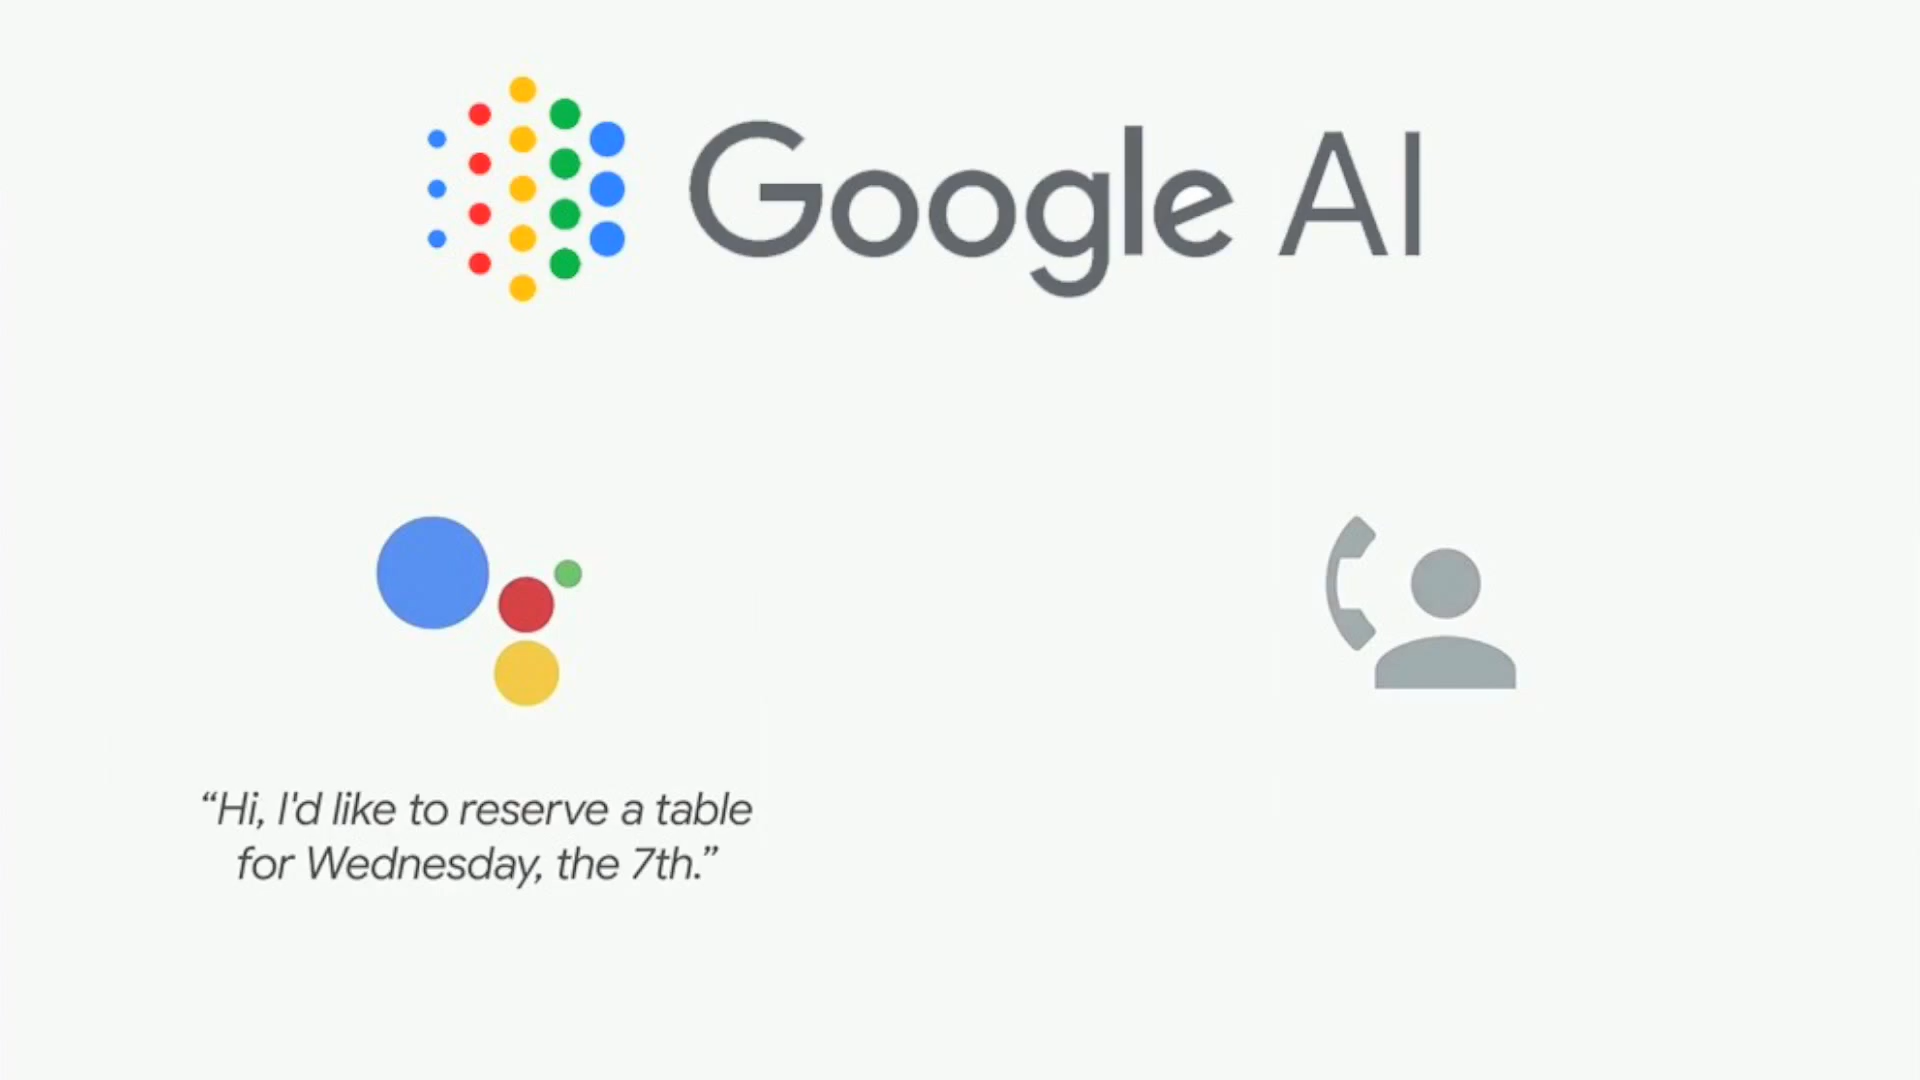 Google AI
“Hi, I'd like to reserve a table
for Wednesday, the 7th.”